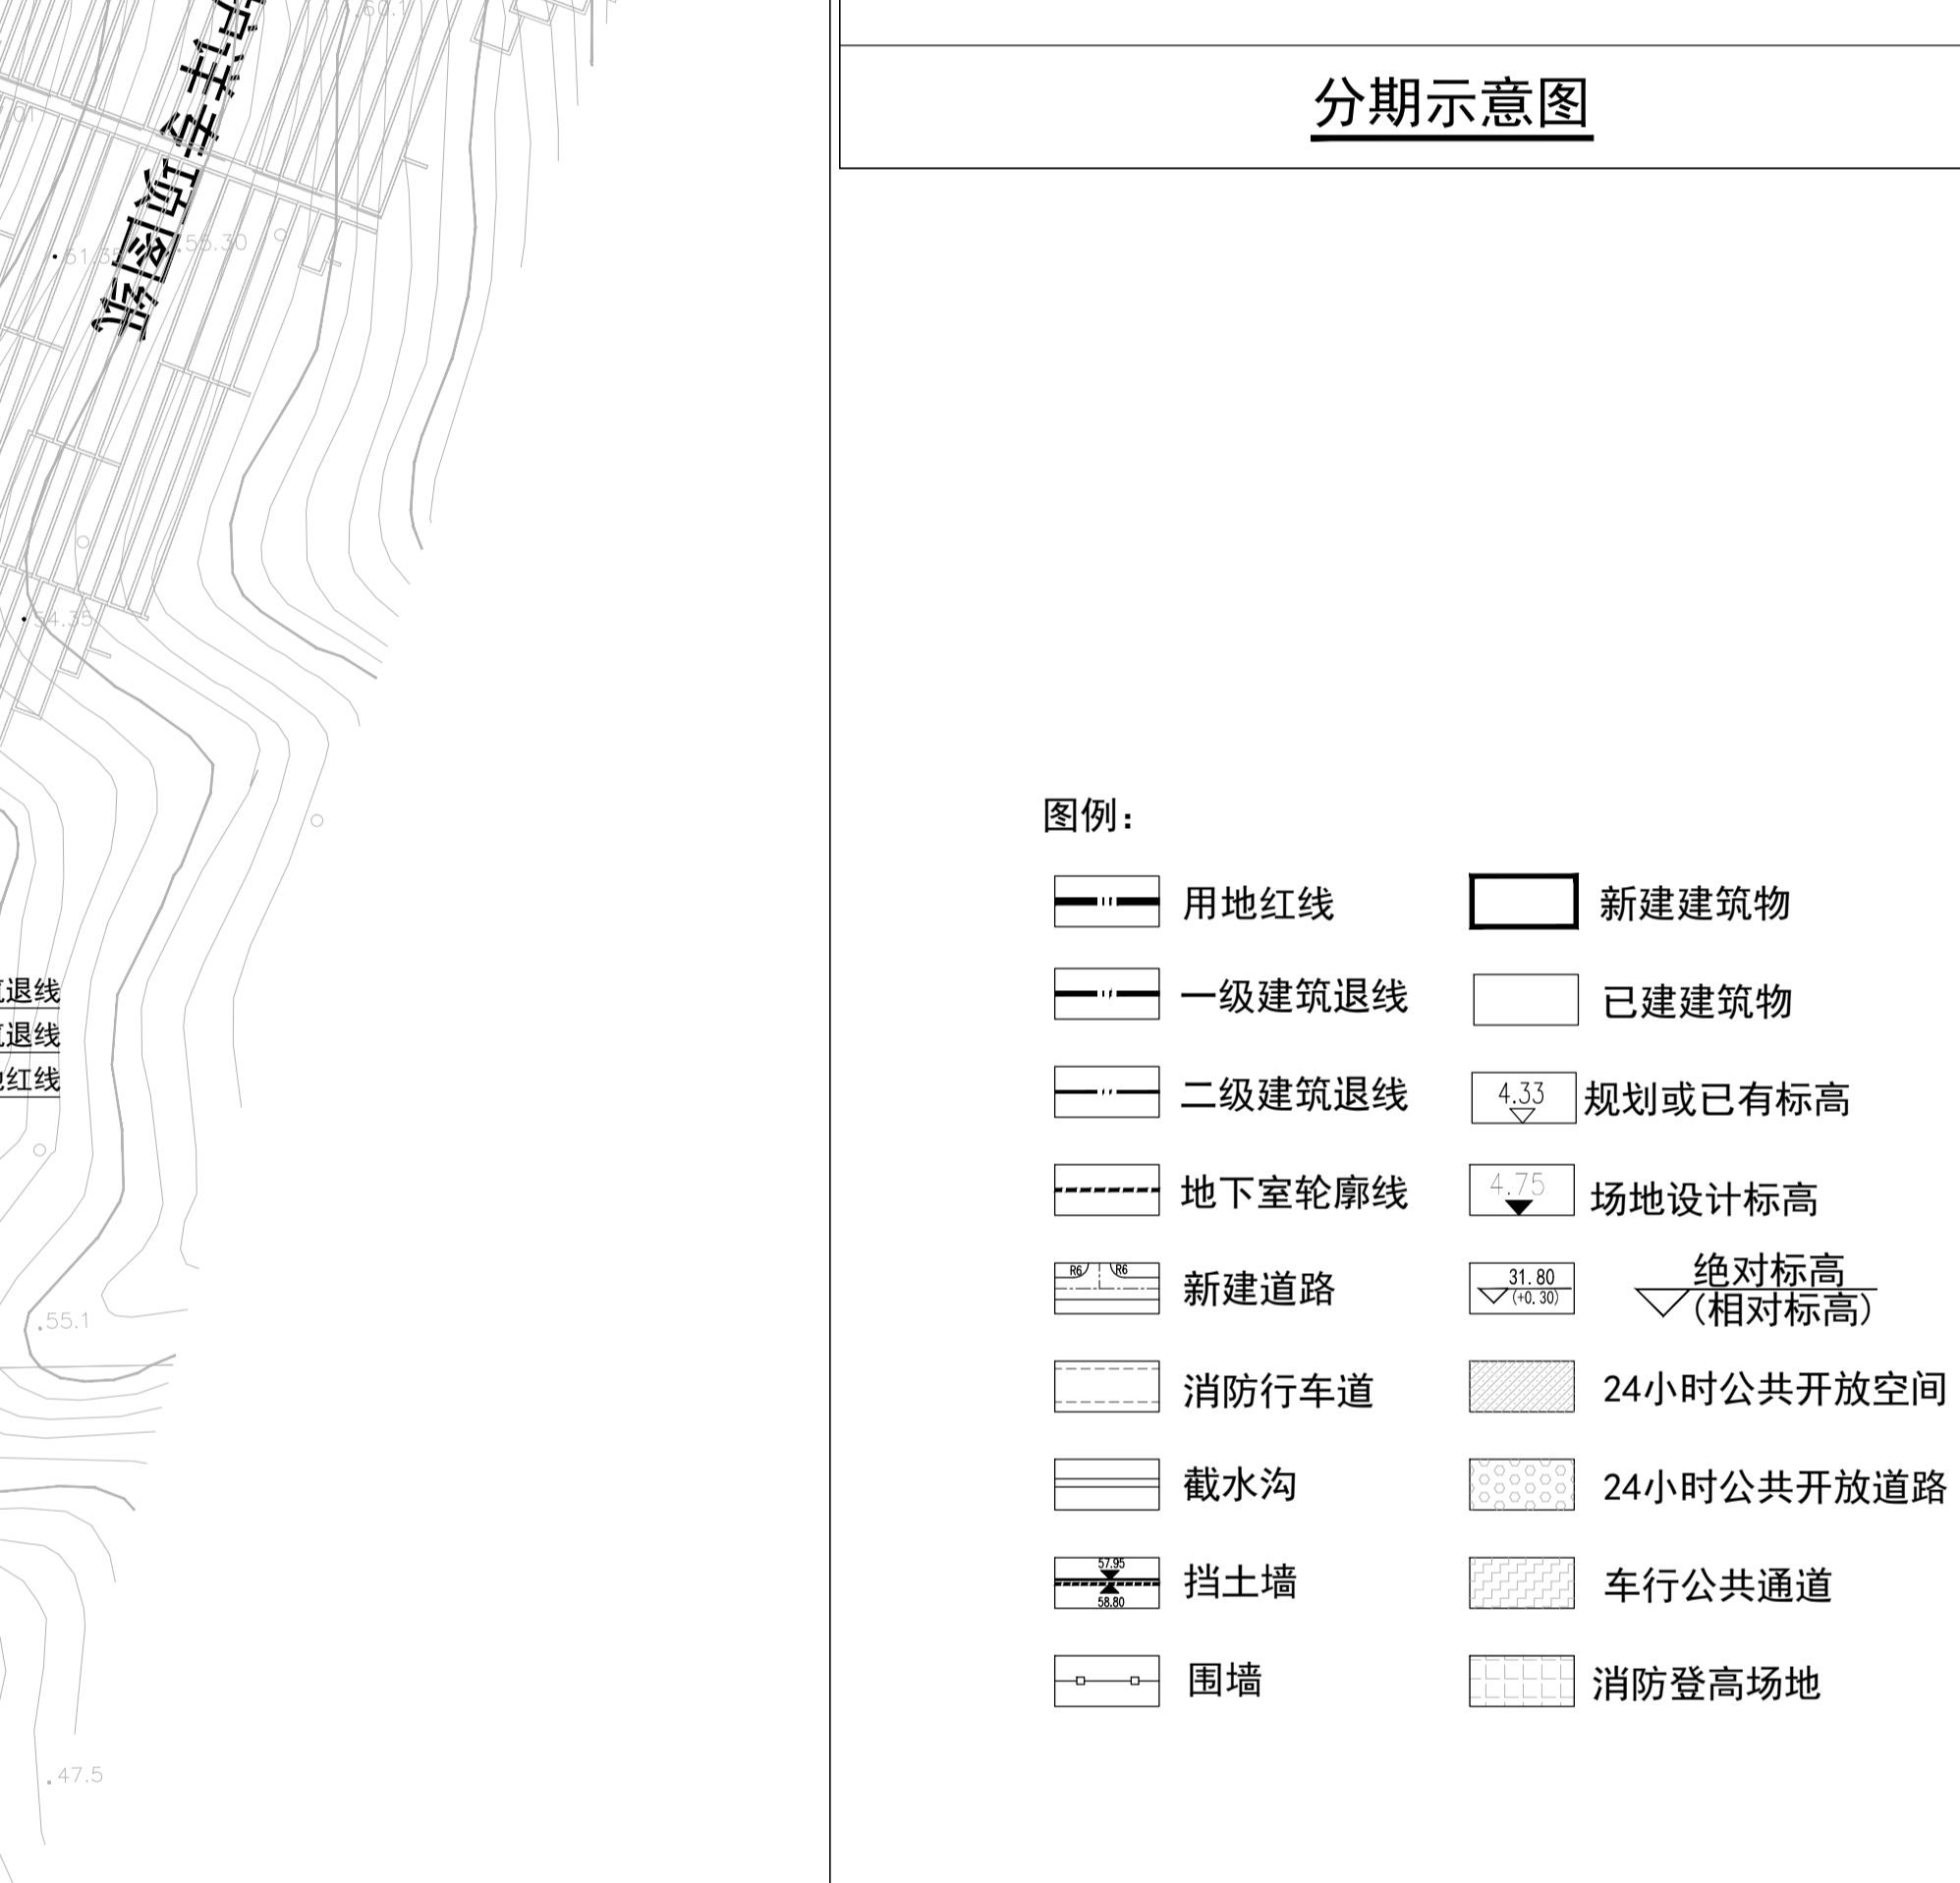 分期示意图
60.1
55.30
54.35
退线
退线
红线
55.1
47.5
图例：
用地红线
新建建筑物
一级建筑退线
已建建筑物
二级建筑退线
4.33
规划或已有标高
地下室轮廓线
4.75
场地设计标高
R6 R6
新建道路
31.80
(+0.30)
绝对标高
(相对标高)
消防行车道
24小时公共开放空间
截水沟
24小时公共开放道路
57.95
58.80
挡土墙
车行公共通道
围墙
消防登高场地